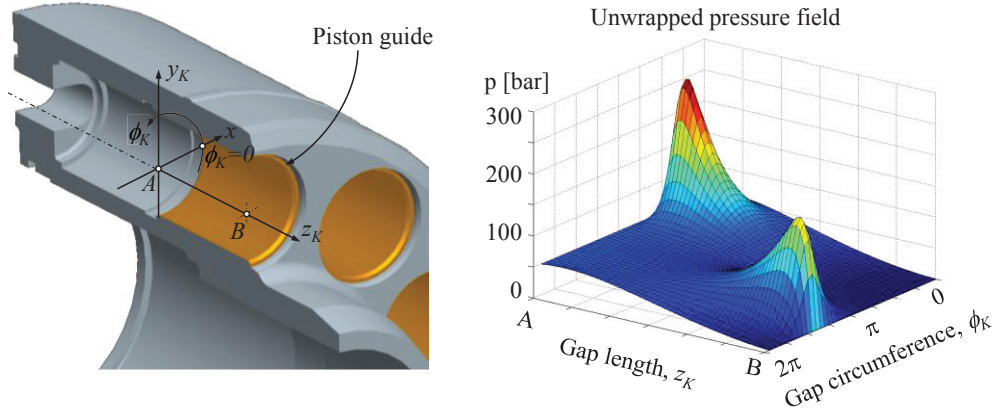 Piston guide
y_K
ϕ_K
x
ϕ_K=0
A
B
z_K
Unwrapped pressure field
p [bar]
300
200
100
0
A
Gap length, z_K
B
2π
π
0
Gap circumference, ϕ_K